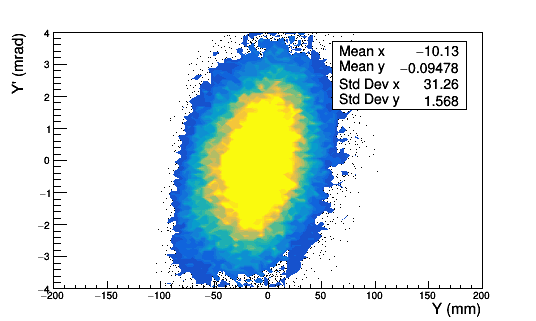 Y' (mrad)
4
3
2
1
0
−1
−2
−3
−4
Mean x −10.13
Mean y −0.09478
Std Dev x 31.26
Std Dev y 1.568
−200 −150 −100 −50 0 50 100 150 200
Y (mm)